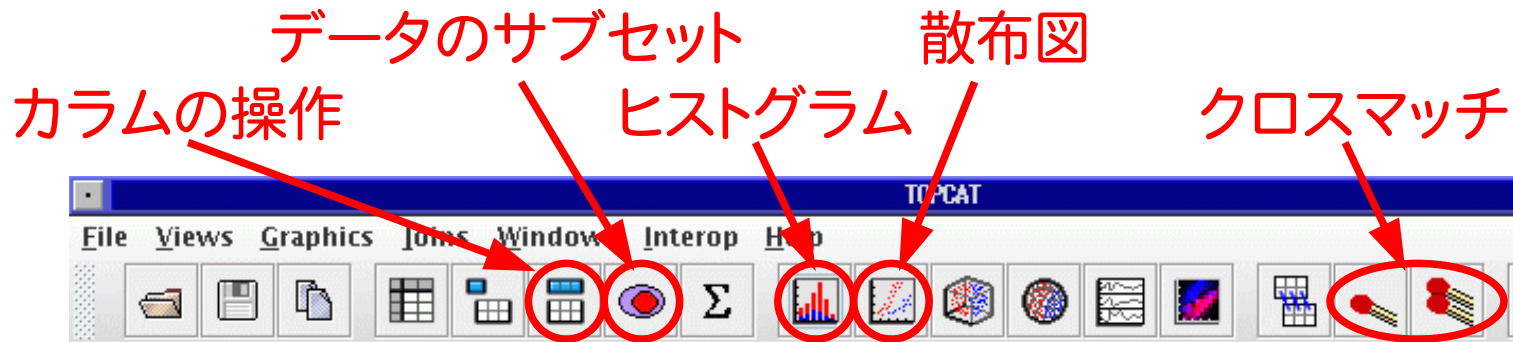 データのサブセット
散布図
カラムの操作
ヒストグラム
クロスマッチ
TOPCAT
File Views Graphics Joins Window Interop Help
Σ